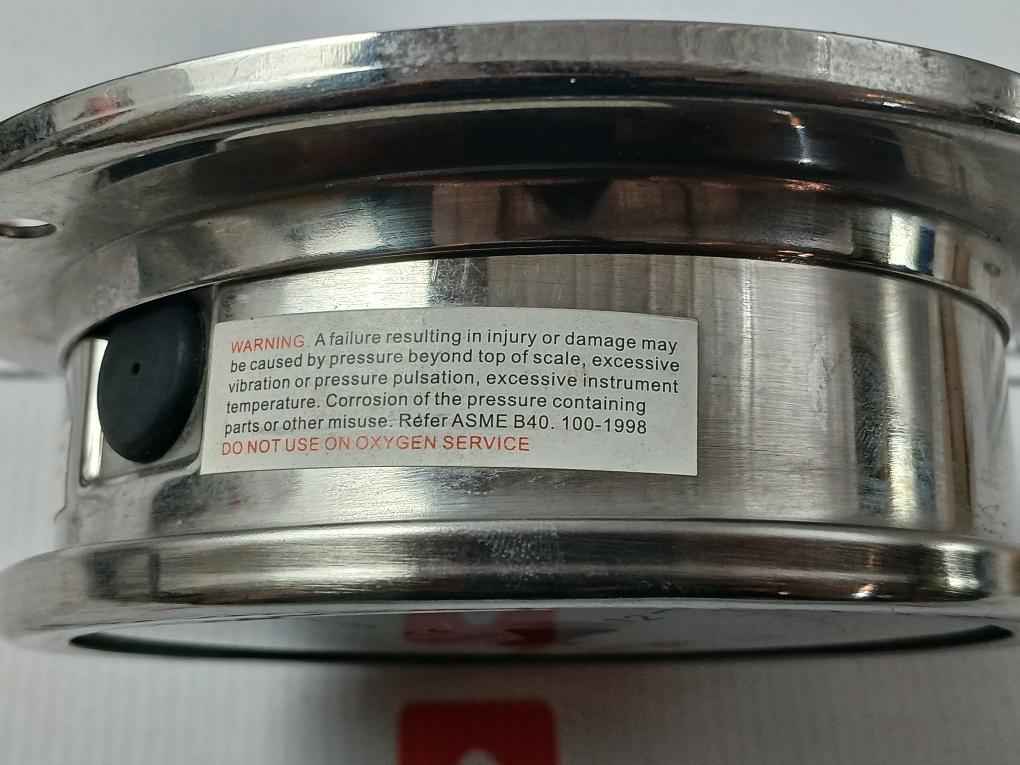 WARNING. A failure resulting in injury or damage may
be caused by pressure beyond top of scale, excessive
vibration or pressure pulsation, excessive instrument
temperature. Corrosion of the pressure containing
parts or other misuse. Refer ASME B40. 100-1998
DO NOT USE ON OXYGEN SERVICE